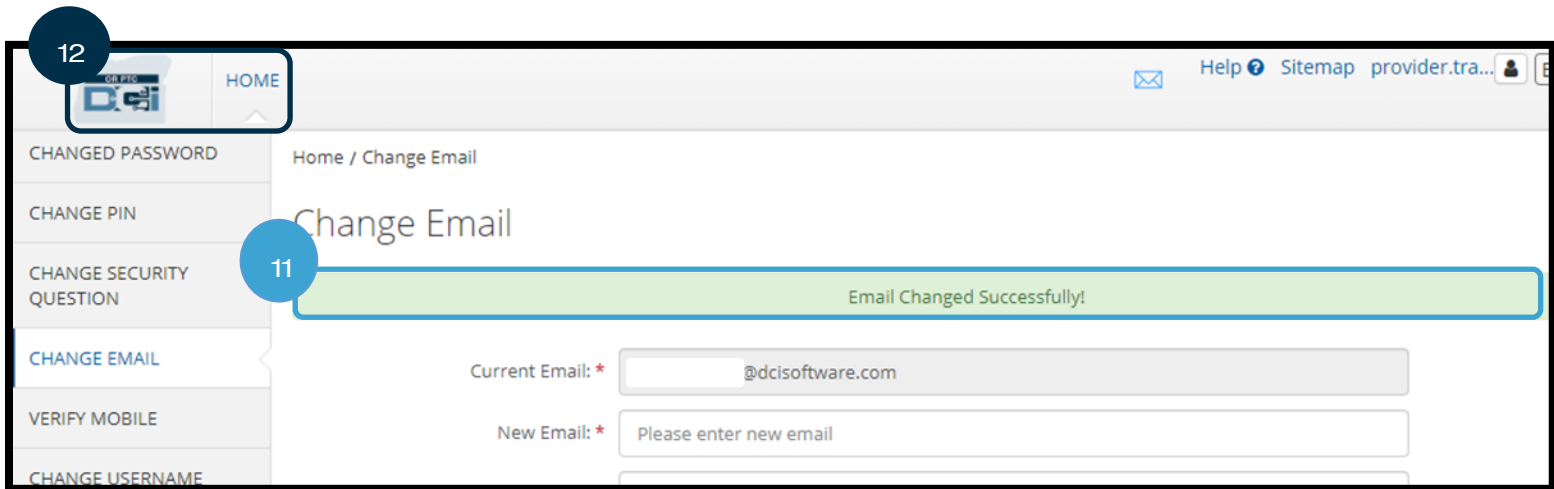 12
OR PTC
DCI
HOME
Help Sitemap provider.tra...
CHANGED PASSWORD
CHANGE PIN
CHANGE SECURITY
QUESTION
CHANGE EMAIL
VERIFY MOBILE
CHANGE USERNAME
Home / Change Email
Change Email
11
Email Changed Successfully!
Current Email: * @dcisoftware.com
New Email: * Please enter new email